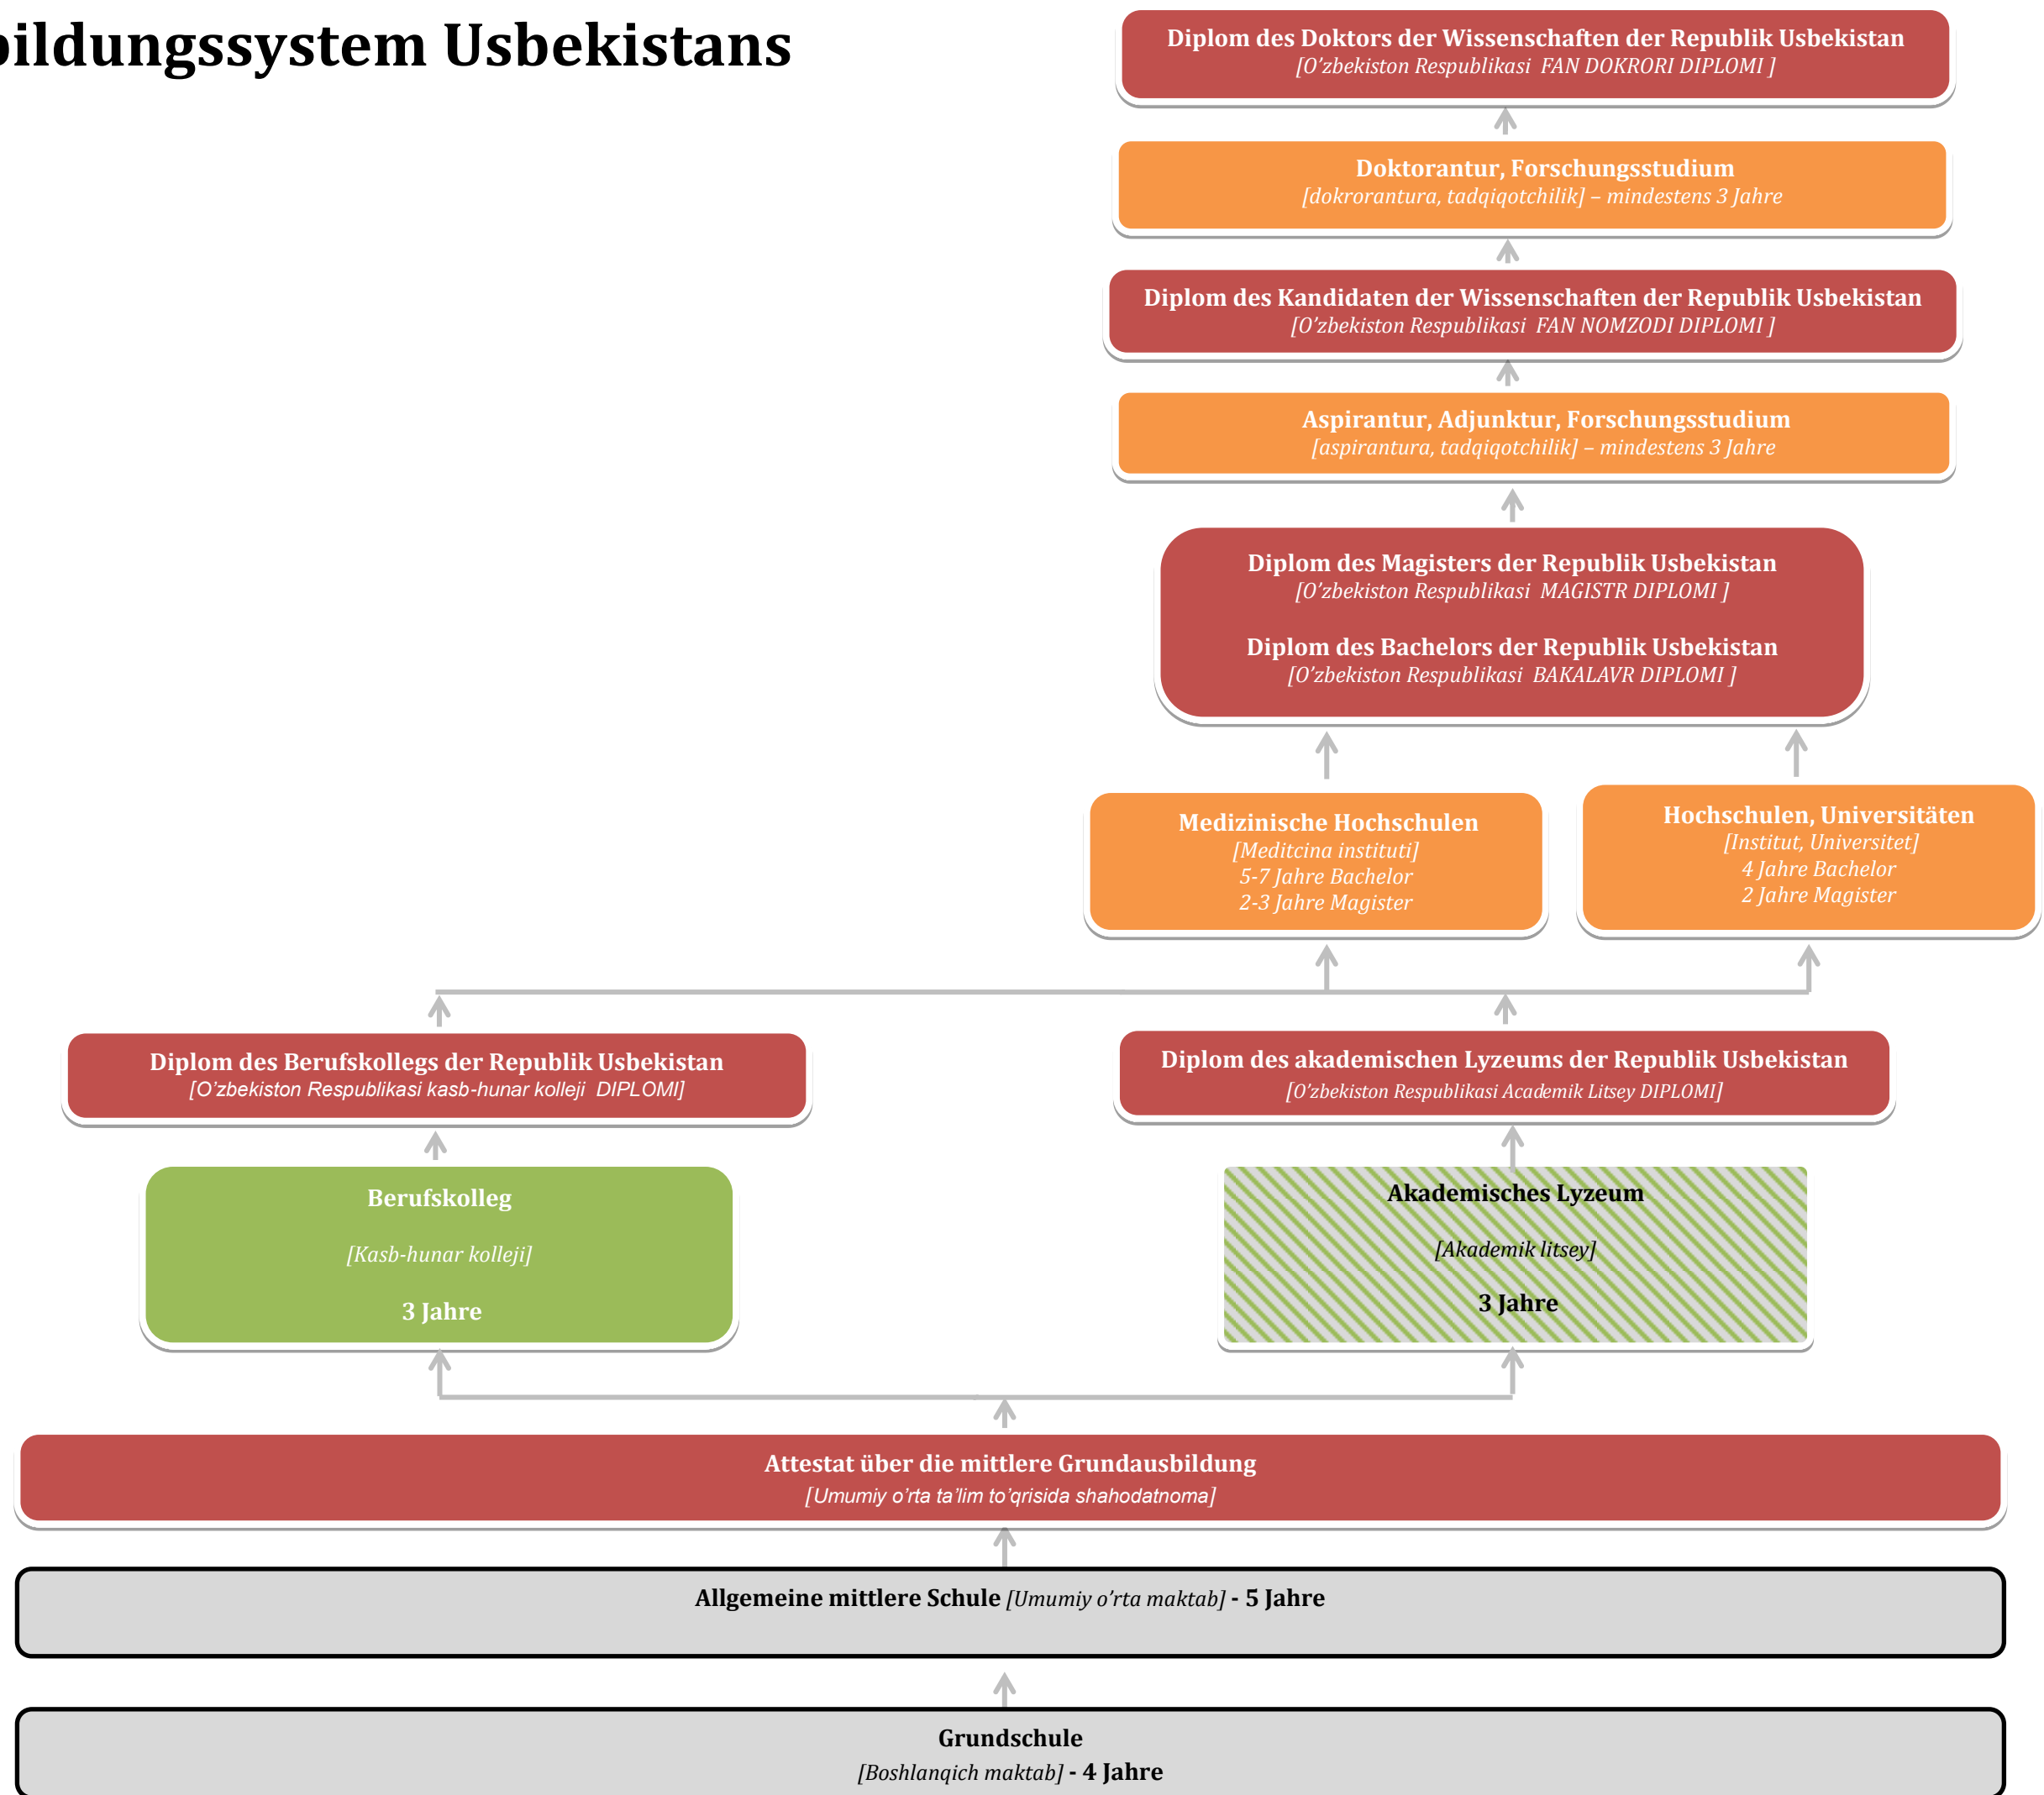 bildungssystem Usbekistans
Diplom des Doktors der Wissenschaften der Republik Usbekistan
[O’zbekiston Respublikasi FAN DOKRORI DIPLOMI ]
Doktorantur, Forschungsstudium
[dokrorantura, tadqiqotchilik] – mindestens 3 Jahre
Diplom des Kandidaten der Wissenschaften der Republik Usbekistan
[O’zbekiston Respublikasi FAN NOMZODI DIPLOMI ]
Aspirantur, Adjunktur, Forschungsstudium
[aspirantura, tadqiqotchilik] – mindestens 3 Jahre
Diplom des Magisters der Republik Usbekistan
[O’zbekiston Respublikasi MAGISTR DIPLOMI ]
Diplom des Bachelors der Republik Usbekistan
[O’zbekiston Respublikasi BAKALAVR DIPLOMI ]
Medizinische Hochschulen
[Meditcina instituti]
5-7 Jahre Bachelor
2-3 Jahre Magister
Hochschulen, Universitäten
[Institut, Universitet]
4 Jahre Bachelor
2 Jahre Magister
Diplom des Berufskollegs der Republik Usbekistan
[O’zbekiston Respublikasi kasb-hunar kolleji DIPLOMI]
Diplom des akademischen Lyzeums der Republik Usbekistan
[O’zbekiston Respublikasi Academik Litsey DIPLOMI]
Berufskolleg
[Kasb-hunar kolleji]
3 Jahre
Akademisches Lyzeum
[Akademik litsey]
3 Jahre
Attestat über die mittlere Grundausbildung
[Umumiy o’rta ta’lim to’qrisida shahodatnoma]
Allgemeine mittlere Schule [Umumiy o’rta maktab] - 5 Jahre
Grundschule
[Boshlanqich maktab] - 4 Jahre